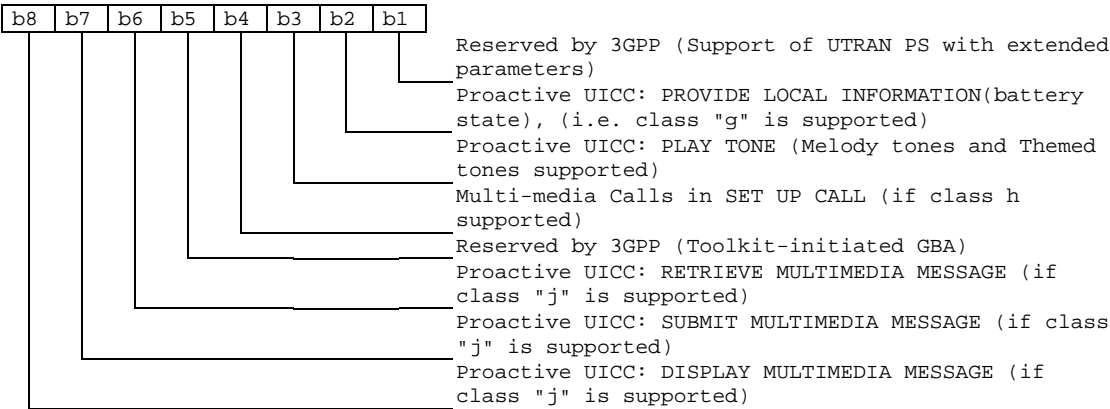 b8 b7 b6 b5 b4 b3 b2 b1
Reserved by 3GPP (Support of UTRAN PS with extended
parameters)
Proactive UICC: PROVIDE LOCAL INFORMATION(battery
state), (i.e. class "g" is supported)
Proactive UICC: PLAY TONE (Melody tones and Themed
tones supported)
Multi-media Calls in SET UP CALL (if class h
supported)
Reserved by 3GPP (Toolkit-initiated GBA)
Proactive UICC: RETRIEVE MULTIMEDIA MESSAGE (if
class "j" is supported)
Proactive UICC: SUBMIT MULTIMEDIA MESSAGE (if class
"j" is supported)
Proactive UICC: DISPLAY MULTIMEDIA MESSAGE (if
class "j" is supported)